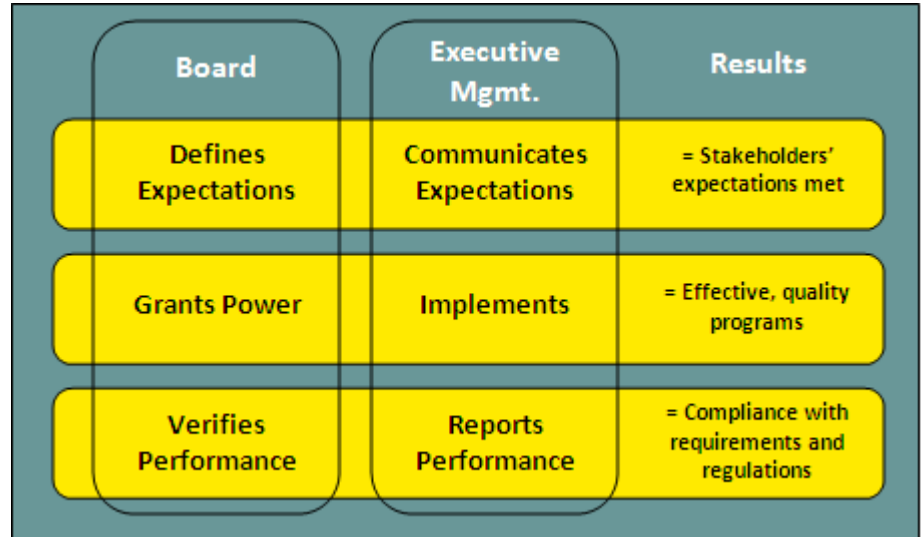 Board
Executive
Mgmt.
Results
Defines
Expectations
Communicates
Expectations
= Stakeholders’
expectations met
Grants Power
Implements
= Effective, quality
programs
Verifies
Performance
Reports
Performance
= Compliance with
requirements and
regulations